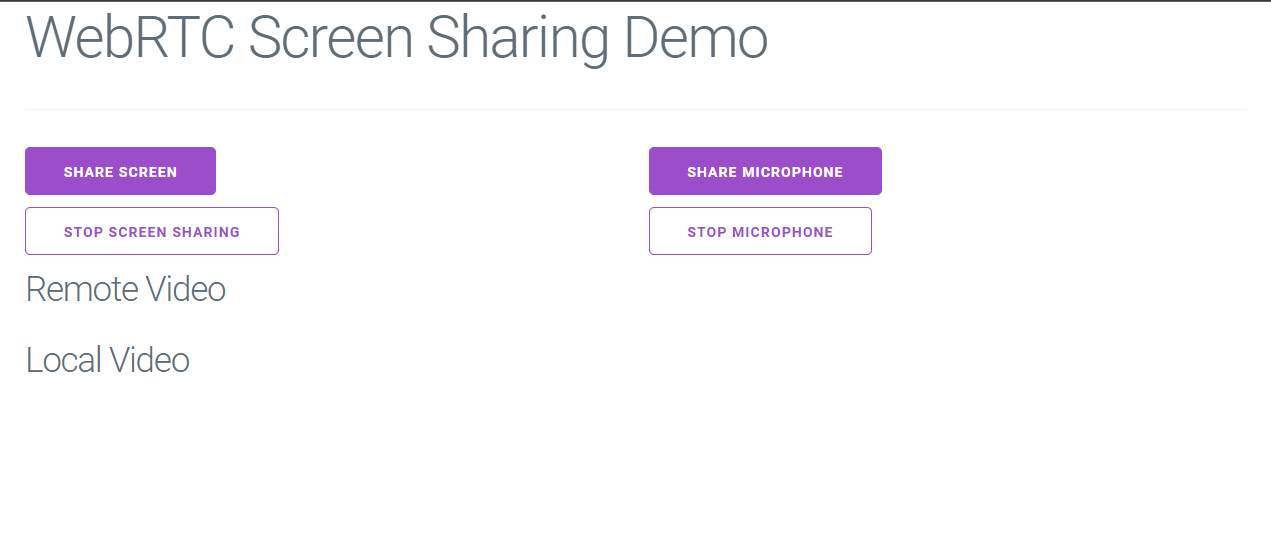 WebRTC Screen Sharing Demo
SHARE SCREEN
STOP SCREEN SHARING
SHARE MICROPHONE
STOP MICROPHONE
Remote Video
Local Video